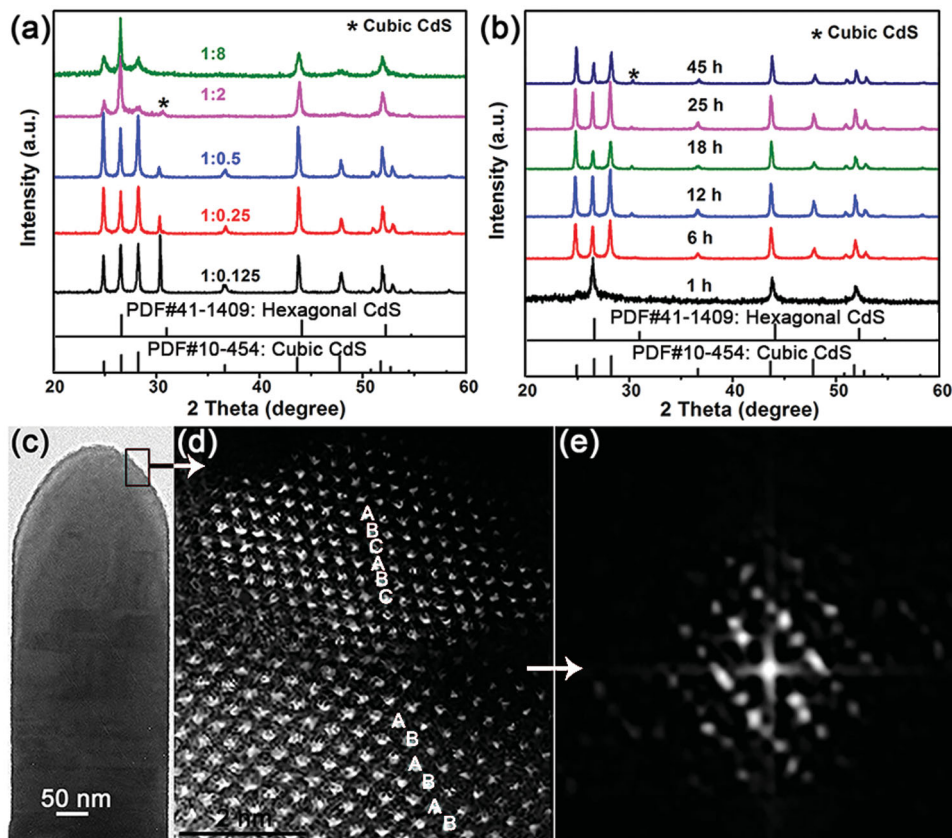 (a)
* Cubic CdS
1:8
1:2
*
1:0.5
1:0.25
1:0.125
PDF#41-1409: Hexagonal CdS
PDF#10-454: Cubic CdS
Intensity (a.u.)
20 30 40 50 60
2 Theta (degree)
(b)
* Cubic CdS
45 h
*
25 h
18 h
12 h
6 h
1 h
PDF#41-1409: Hexagonal CdS
PDF#10-454: Cubic CdS
Intensity (a.u.)
20 30 40 50 60
2 Theta (degree)
(c)
50 nm
(d)
A
B
C
A
B
C
A
B
A
B
A
B
2 nm
(e)